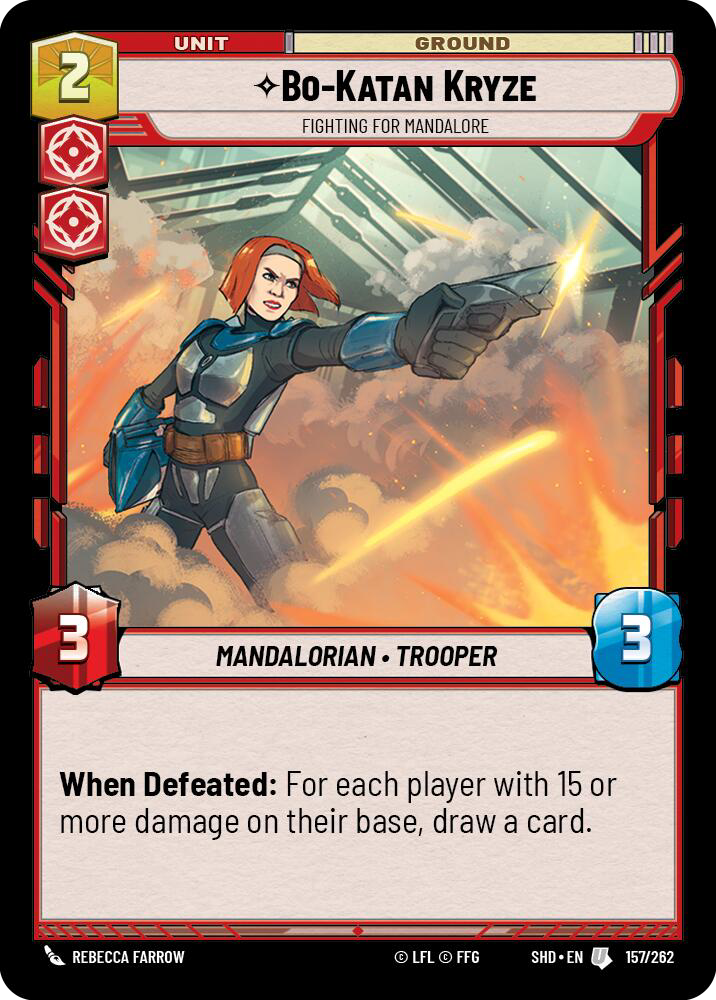 UNIT
GROUND
2
BO-KATAN KRYZE
FIGHTING FOR MANDALORE
3
MANDALORIAN • TROOPER
3
When Defeated: For each player with 15 or
more damage on their base, draw a card.
REBECCA FARROW
© LFL © FFG
SHD • EN
U
157/262